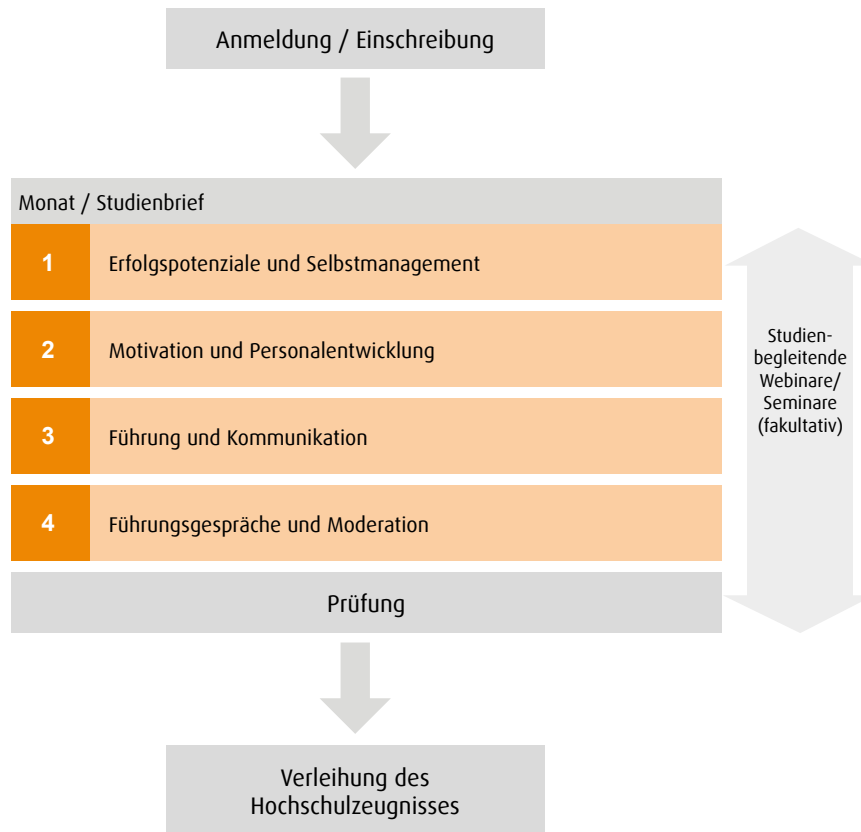 Anmeldung / Einschreibung
Monat / Studienbrief
1 Erfolgspotenziale und Selbstmanagement
2 Motivation und Personalentwicklung
3 Führung und Kommunikation
4 Führungsgespräche und Moderation
Prüfung
Studien-
begleitende
Webinare/
Seminare
(fakultativ)
Verleihung des
Hochschulzeugnisses